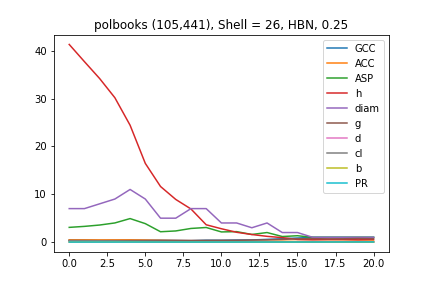 polbooks (105,441), Shell = 26, HBN, 0.25
40
30
20
10
0
0.0 2.5 5.0 7.5 10.0 12.5 15.0 17.5 20.0
GCC
ACC
ASP
h
diam
g
d
cl
b
PR